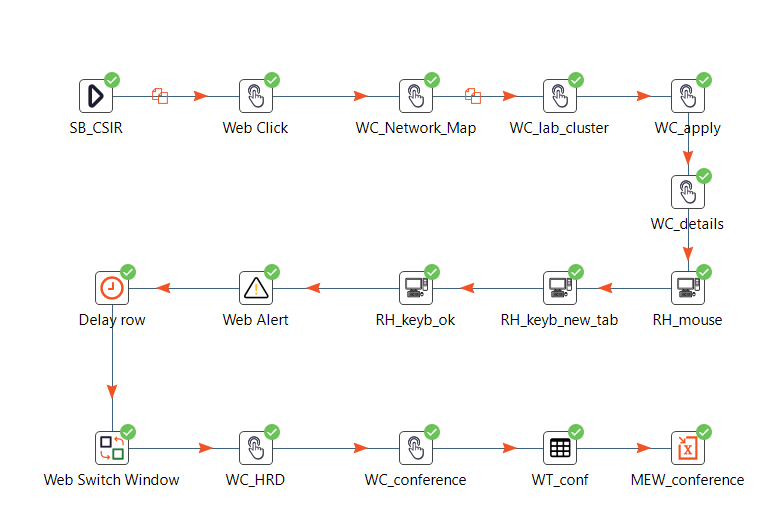 SB_CSIR
Web Click
WC_Network_Map
WC_lab_cluster
WC_apply
WC_details
Delay row
Web Alert
RH_keyb_ok
RH_keyb_new_tab
RH_mouse
Web Switch Window
WC_HRD
WC_conference
WT_conf
MEW_conference